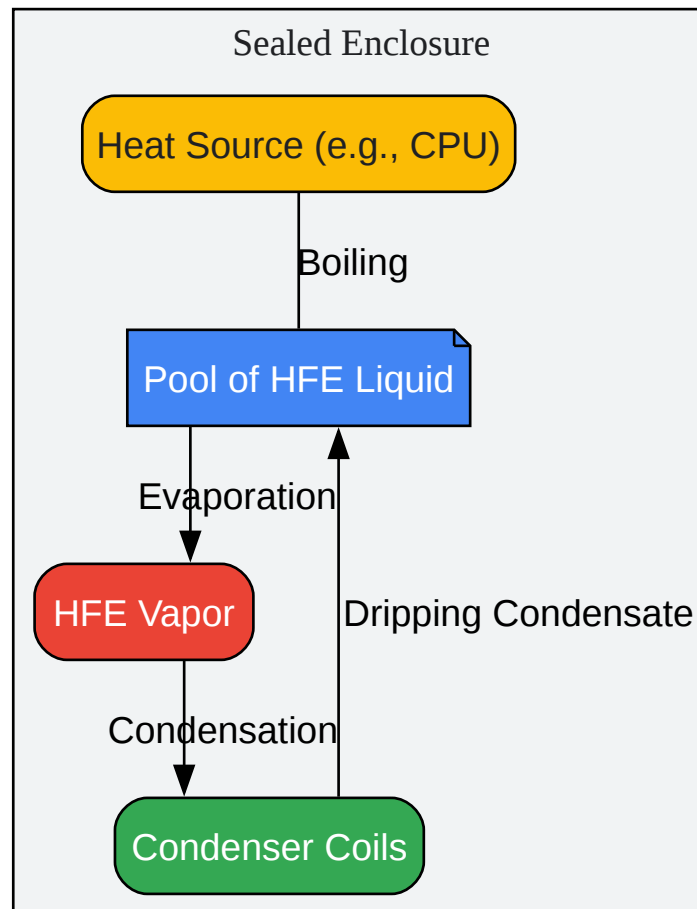 Sealed Enclosure
Heat Source (e.g., CPU)
Boiling
Pool of HFE Liquid
Evaporation
HFE Vapor
Dripping Condensate
Condensation
Condenser Coils